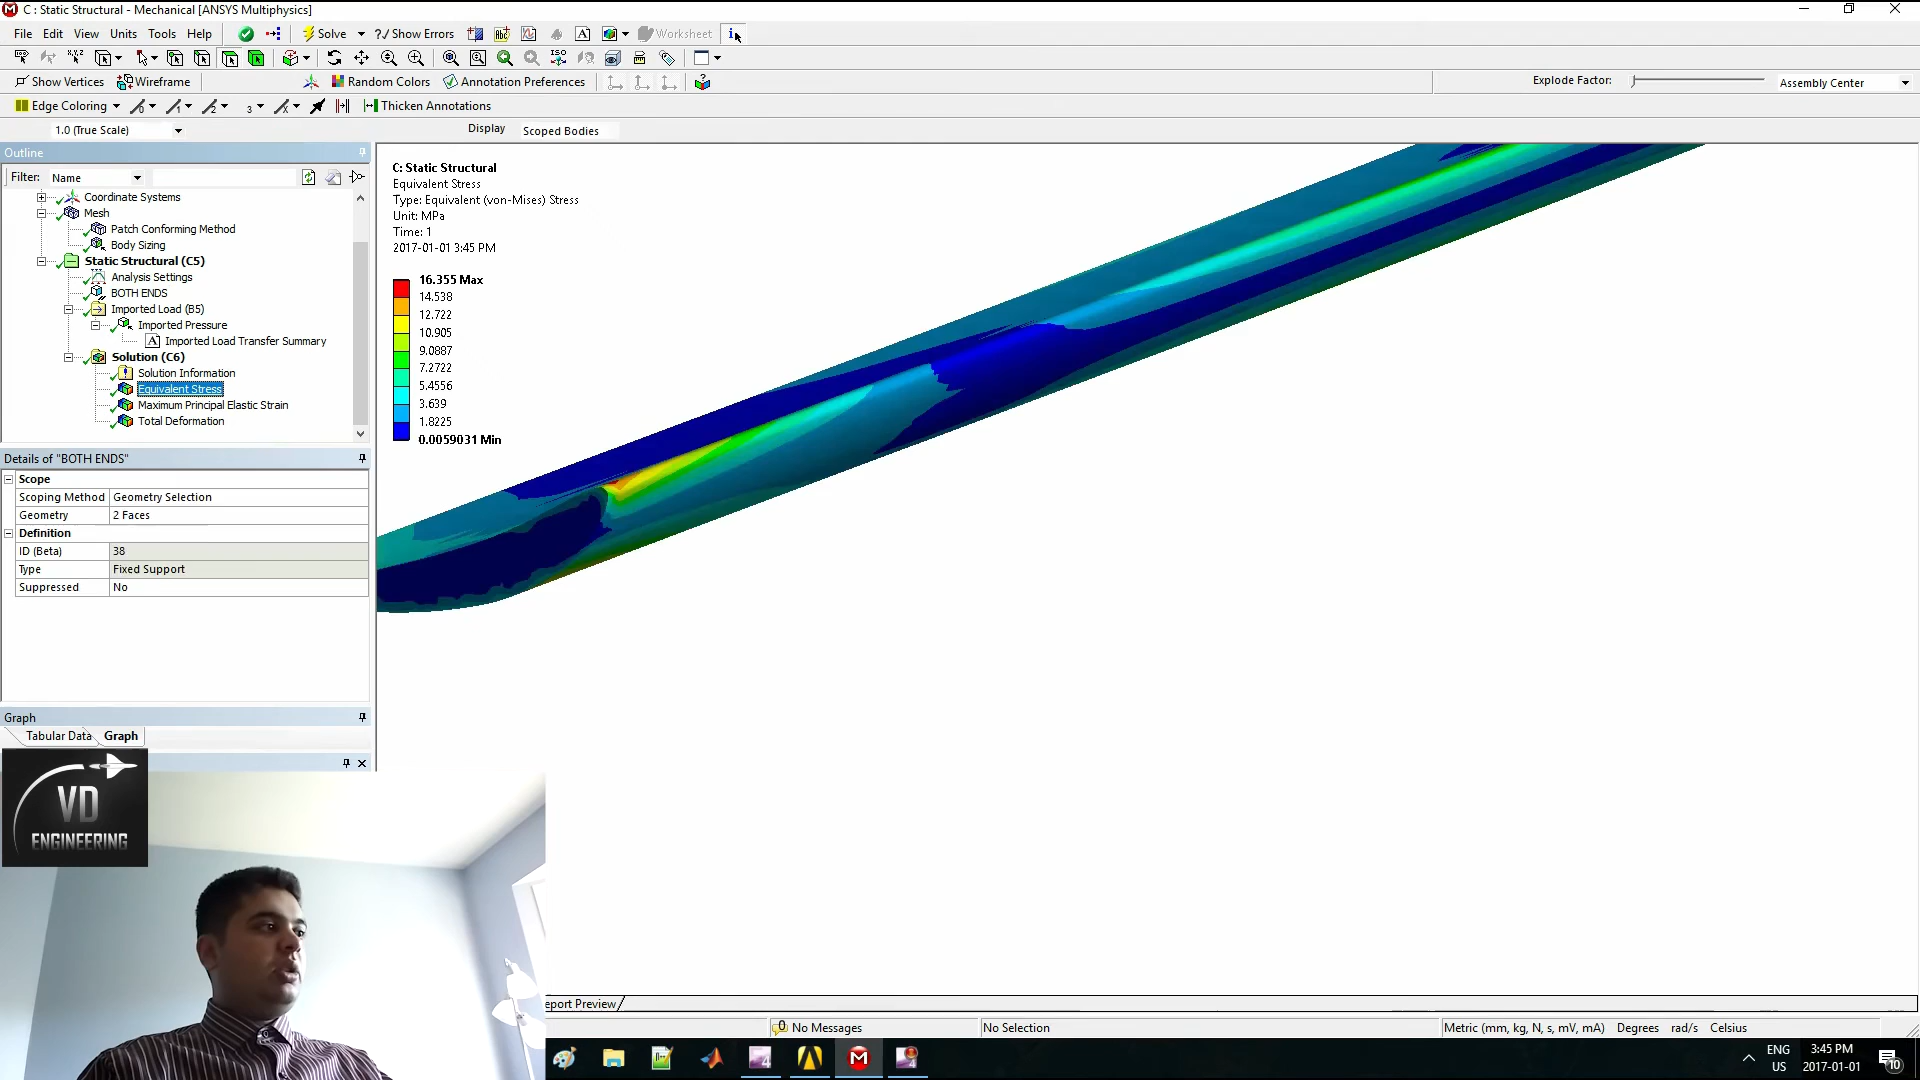 C : Static Structural - Mechanical [ANSYS Multiphysics]
File Edit View Units Tools Help Solve ?/ Show Errors Worksheet
Show Vertices Wireframe Random Colors Annotation Preferences Explode Factor: Assembly Center
Edge Coloring Thicken Annotations
1.0 (True Scale) Display Scoped Bodies
Outline
Filter: Name
Coordinate Systems
Mesh
Patch Conforming Method
Body Sizing
Static Structural (C5)
Analysis Settings
BOTH ENDS
Imported Load (B5)
Imported Pressure
Imported Load Transfer Summary
Solution (C6)
Solution Information
Equivalent Stress
Maximum Principal Elastic Strain
Total Deformation
Details of "BOTH ENDS"
Scope
Scoping Method Geometry Selection
Geometry 2 Faces
Definition
ID (Beta) 38
Type Fixed Support
Suppressed No
Graph
Tabular Data Graph
C: Static Structural
Equivalent Stress
Type: Equivalent (von-Mises) Stress
Unit: MPa
Time: 1
2017-01-01 3:45 PM
16.355 Max
14.538
12.722
10.905
9.0887
7.2722
5.4556
3.639
1.8225
0.0059031 Min
VD
ENGINEERING
eport Preview
0 No Messages No Selection Metric (mm, kg, N, s, mV, mA) Degrees rad/s Celsius
ENG
US
3:45 PM
2017-01-01
10